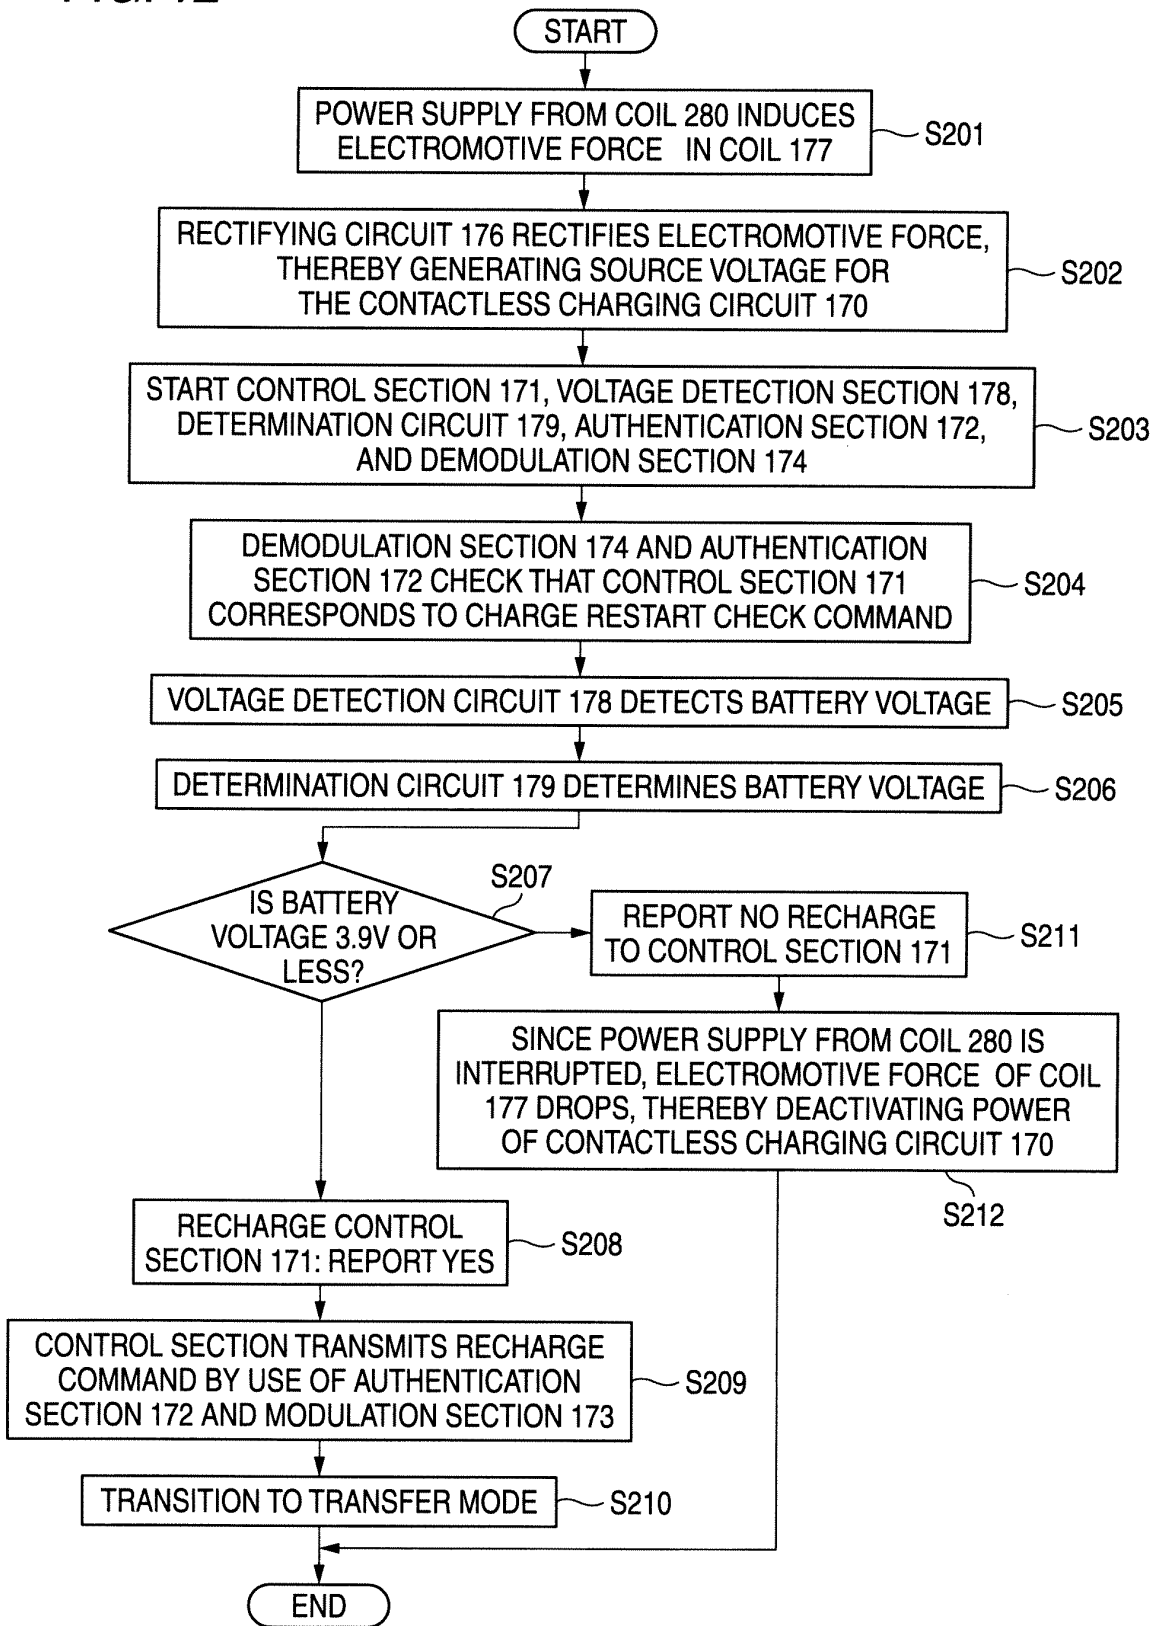 START
POWER SUPPLY FROM COIL 280 INDUCES
ELECTROMOTIVE FORCE IN COIL 177
S201
RECTIFYING CIRCUIT 176 RECTIFIES ELECTROMOTIVE FORCE,
THEREBY GENERATING SOURCE VOLTAGE FOR
THE CONTACTLESS CHARGING CIRCUIT 170
S202
START CONTROL SECTION 171, VOLTAGE DETECTION SECTION 178,
DETERMINATION CIRCUIT 179, AUTHENTICATION SECTION 172,
AND DEMODULATION SECTION 174
S203
DEMODULATION SECTION 174 AND AUTHENTICATION
SECTION 172 CHECK THAT CONTROL SECTION 171
CORRESPONDS TO CHARGE RESTART CHECK COMMAND
S204
VOLTAGE DETECTION CIRCUIT 178 DETECTS BATTERY VOLTAGE
S205
DETERMINATION CIRCUIT 179 DETERMINES BATTERY VOLTAGE
S206
IS BATTERY
VOLTAGE 3.9V OR
LESS?
S207
REPORT NO RECHARGE
TO CONTROL SECTION 171
S211
SINCE POWER SUPPLY FROM COIL 280 IS
INTERRUPTED, ELECTROMOTIVE FORCE OF COIL
177 DROPS, THEREBY DEACTIVATING POWER
OF CONTACTLESS CHARGING CIRCUIT 170
S212
RECHARGE CONTROL
SECTION 171: REPORT YES
S208
CONTROL SECTION TRANSMITS RECHARGE
COMMAND BY USE OF AUTHENTICATION
SECTION 172 AND MODULATION SECTION 173
S209
TRANSITION TO TRANSFER MODE
S210
END